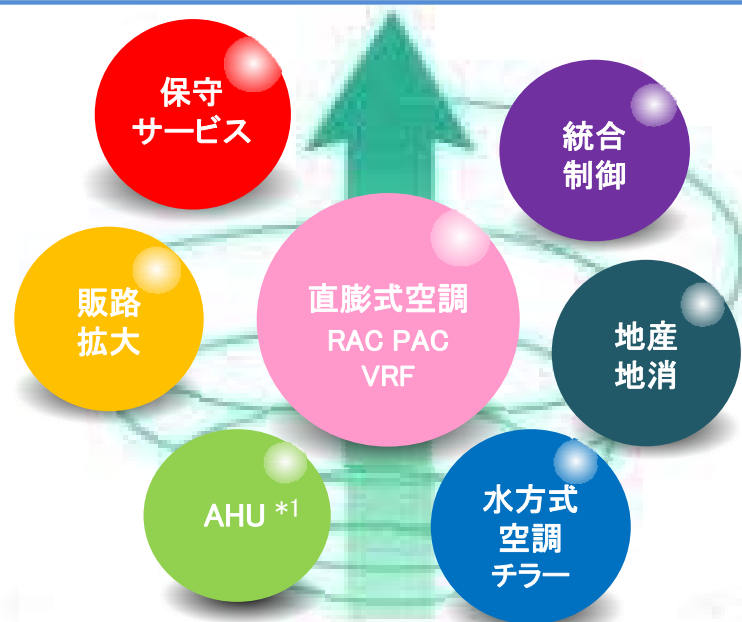 保守
サービス
統合
制御
販路
拡大
直膨式空調
RAC PAC
VRF
地産
地消
AHU *1
水方式
空調
チラー